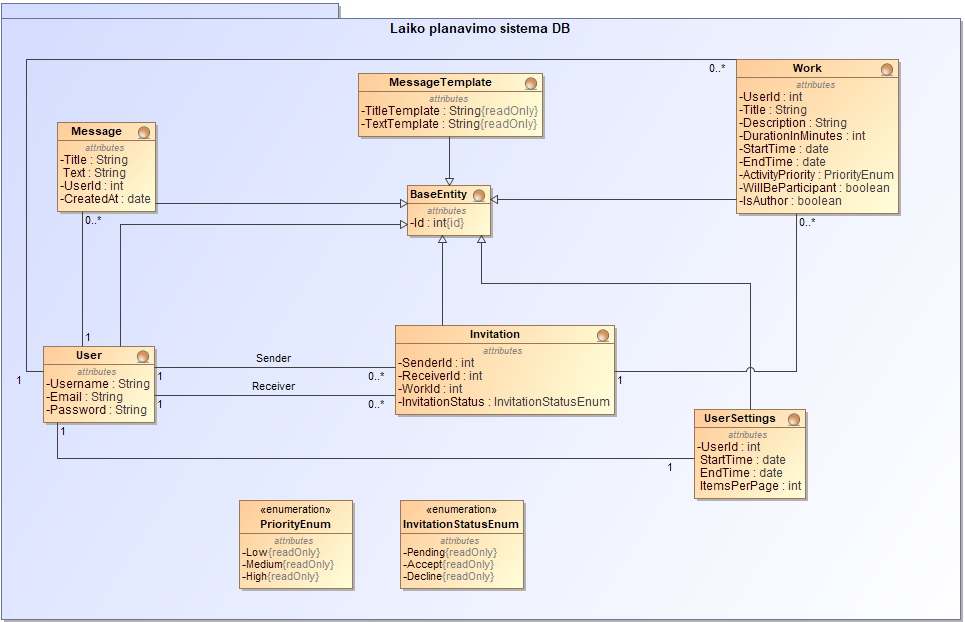 Laiko planavimo sistema DB
0..*
MessageTemplate
attributes
-TitleTemplate : String{readOnly}
-TextTemplate : String{readOnly}
Work
attributes
-UserId : int
-Title : String
-Description : String
-DurationInMinutes : int
-StartTime : date
-EndTime : date
-ActivityPriority : PriorityEnum
-WillBeParticipant : boolean
-IsAuthor : boolean
0..*
Message
attributes
-Title : String
Text : String
-UserId : int
-CreatedAt : date
0..*
BaseEntity
attributes
-Id : int{id}
1
User
attributes
-Username : String
-Email : String
-Password : String
1
1
Sender
0..*
1
Receiver
0..*
1
Invitation
attributes
-SenderId : int
-ReceiverId : int
-WorkId : int
-InvitationStatus : InvitationStatusEnum
1
UserSettings
attributes
-UserId : int
StartTime : date
EndTime : date
ItemsPerPage : int
1
«enumeration»
PriorityEnum
attributes
-Low{readOnly}
-Medium{readOnly}
-High{readOnly}
«enumeration»
InvitationStatusEnum
attributes
-Pending{readOnly}
-Accept{readOnly}
-Decline{readOnly}